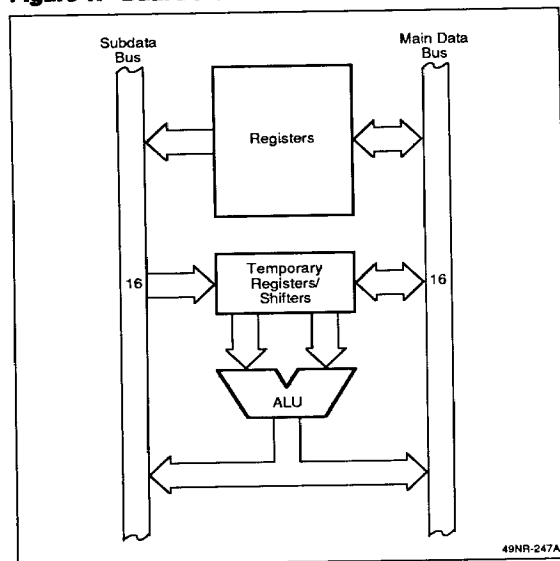 Subdata
Bus
Main Data
Bus
Registers
16
Temporary
Registers/
Shifters
16
ALU
49NR-247A